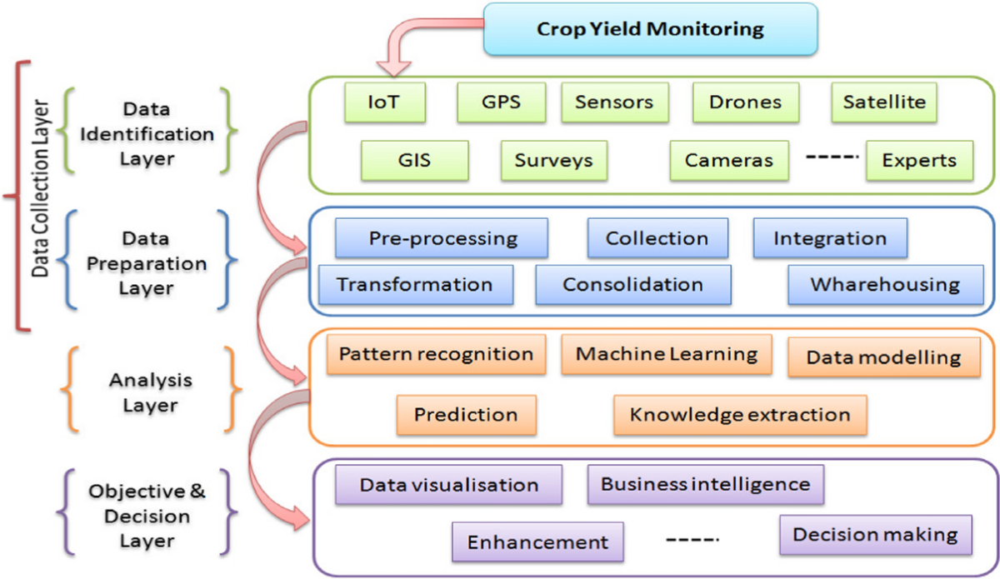 Crop Yield Monitoring
Data Collection Layer
Data
Identification
Layer
IoT
GPS
Sensors
Drones
Satellite
GIS
Surveys
Cameras
Experts
Data
Preparation
Layer
Pre-processing
Collection
Integration
Transformation
Consolidation
Wharehousing
Analysis
Layer
Pattern recognition
Machine Learning
Data modelling
Prediction
Knowledge extraction
Objective &
Decision
Layer
Data visualisation
Business intelligence
Enhancement
Decision making